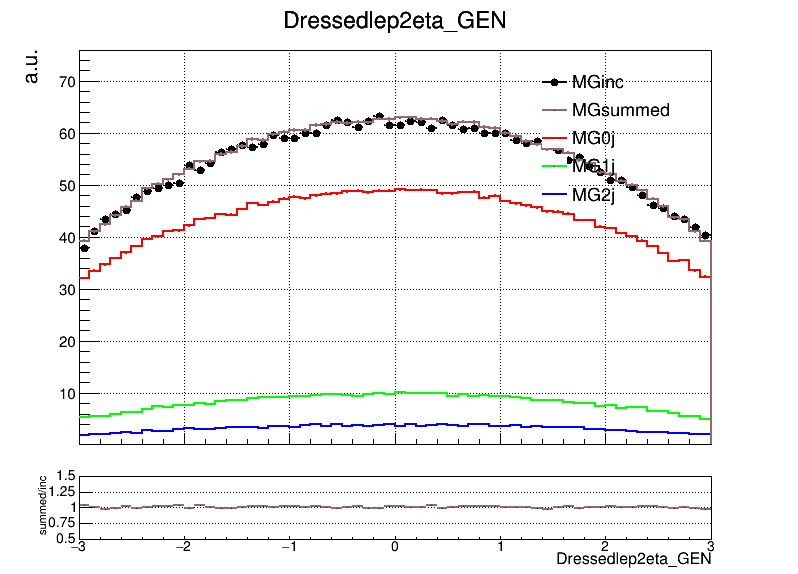 Dressedlep2eta_GEN
a.u.
70
60
50
40
30
20
10
MGinc
MGsummed
MG0j
MG1j
MG2j
summed/inc
1.5
1.25
1
0.75
0.5
−3
−2
−1
0
1
2
3
Dressedlep2eta_GEN